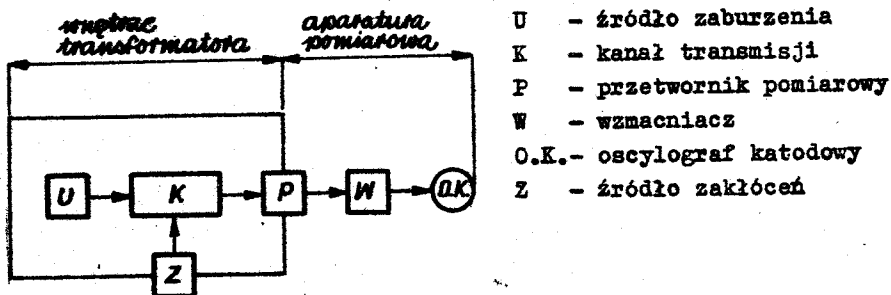 wnętrze
transformatora
aparatura
pomiarowa
U
K
P
W
O.K.
Z
U - źródło zaburzenia
K - kanał transmisji
P - przetwornik pomiarowy
W - wzmacniacz
O.K.- oscylograf katodowy
Z - źródło zakłóceń